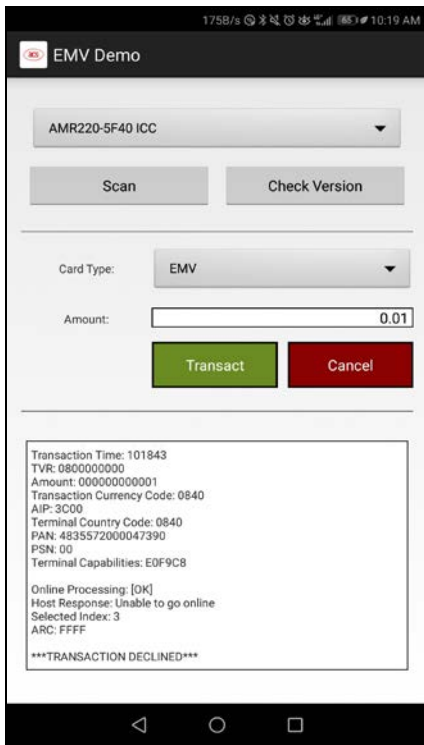 175B/s 65 10:19 AM
acs EMV Demo
AMR220-5F40 ICC
Scan Check Version
Card Type: EMV
Amount: 0.01
Transact Cancel
Transaction Time: 101843
TVR: 0800000000
Amount: 000000000001
Transaction Currency Code: 0840
AIP: 3C00
Terminal Country Code: 0840
PAN: 4835572000047390
PSN: 00
Terminal Capabilities: E0F9C8
Online Processing: [OK]
Host Response: Unable to go online
Selected Index: 3
ARC: FFFF
***TRANSACTION DECLINED***